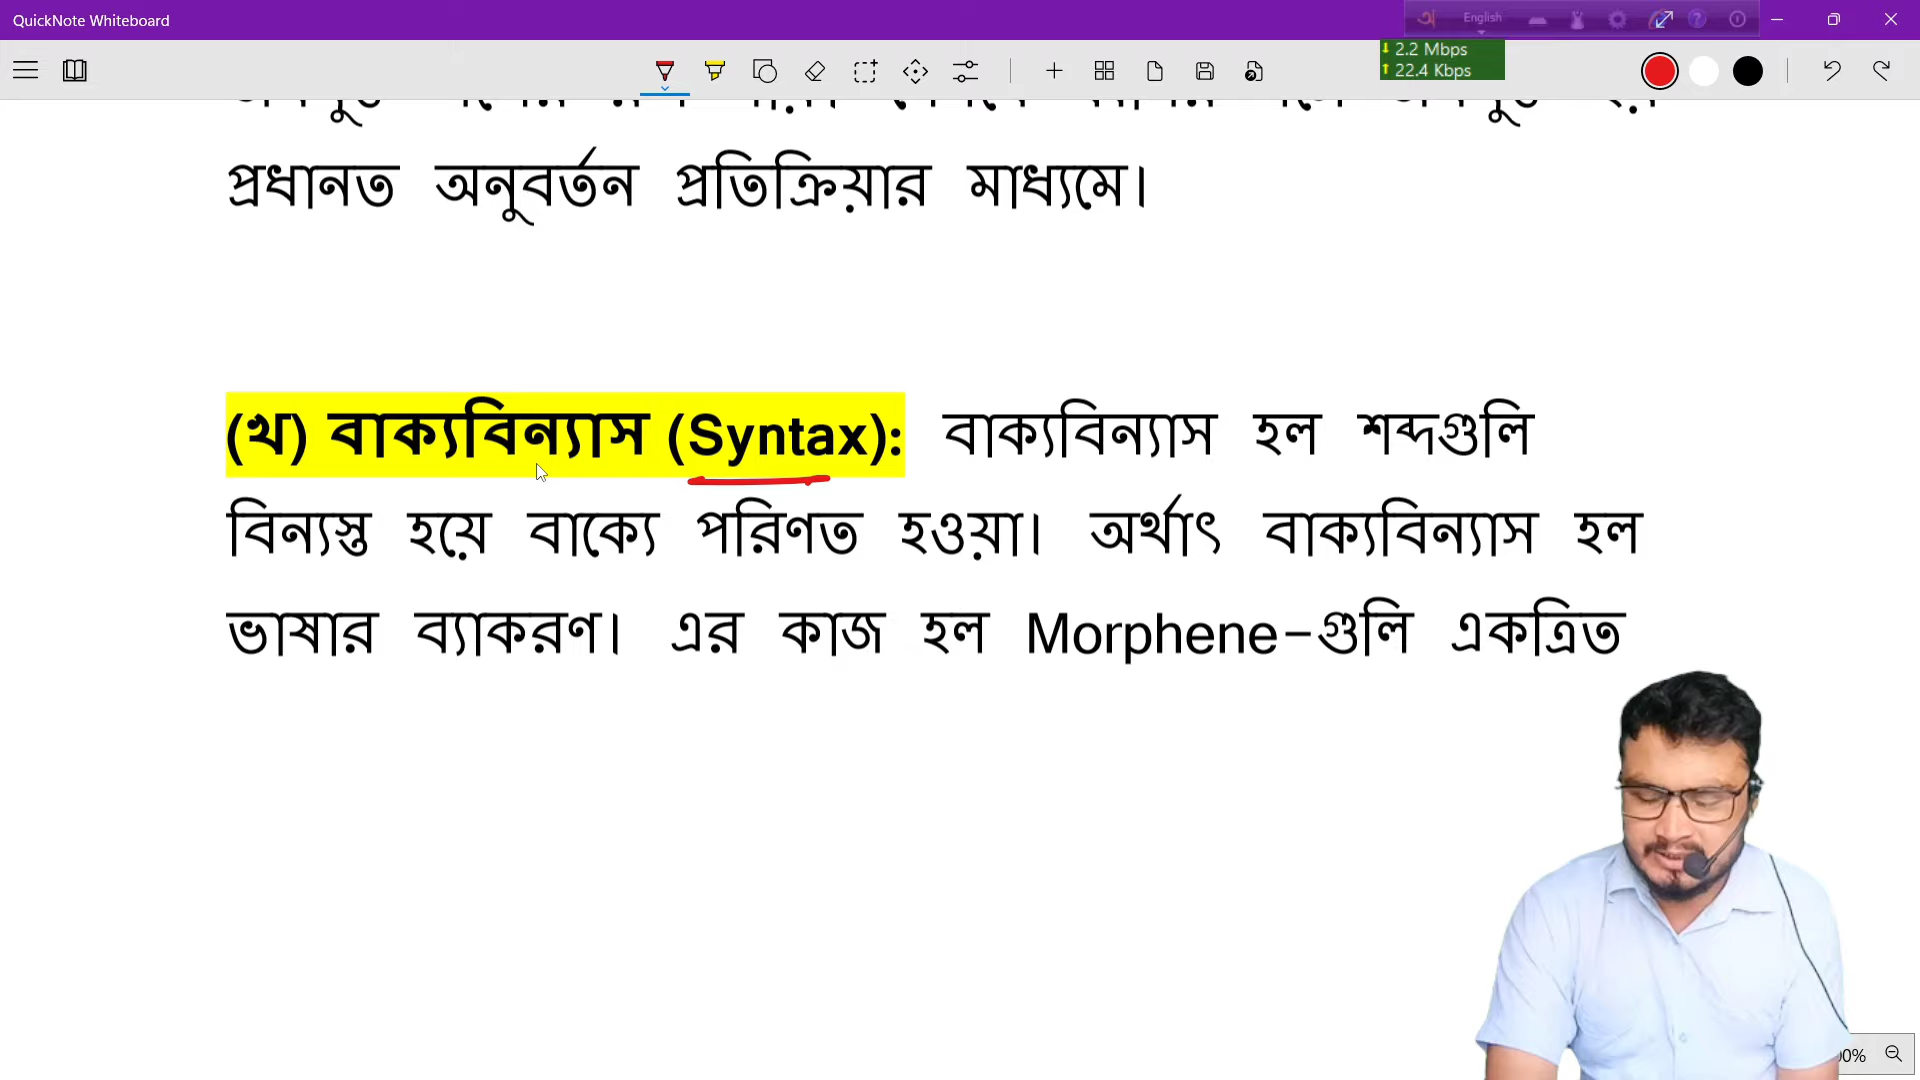 QuickNote Whiteboard
English
2.2 Mbps
22.4 Kbps
প্রধানত অনুবর্তন প্রতিক্রিয়ার মাধ্যমে।
(খ) বাক্যবিন্যাস (Syntax): বাক্যবিন্যাস হল শব্দগুলি
বিন্যস্ত হয়ে বাক্যে পরিণত হওয়া। অর্থাৎ বাক্যবিন্যাস হল
ভাষার ব্যাকরণ। এর কাজ হল Morphene-গুলি একত্রিত